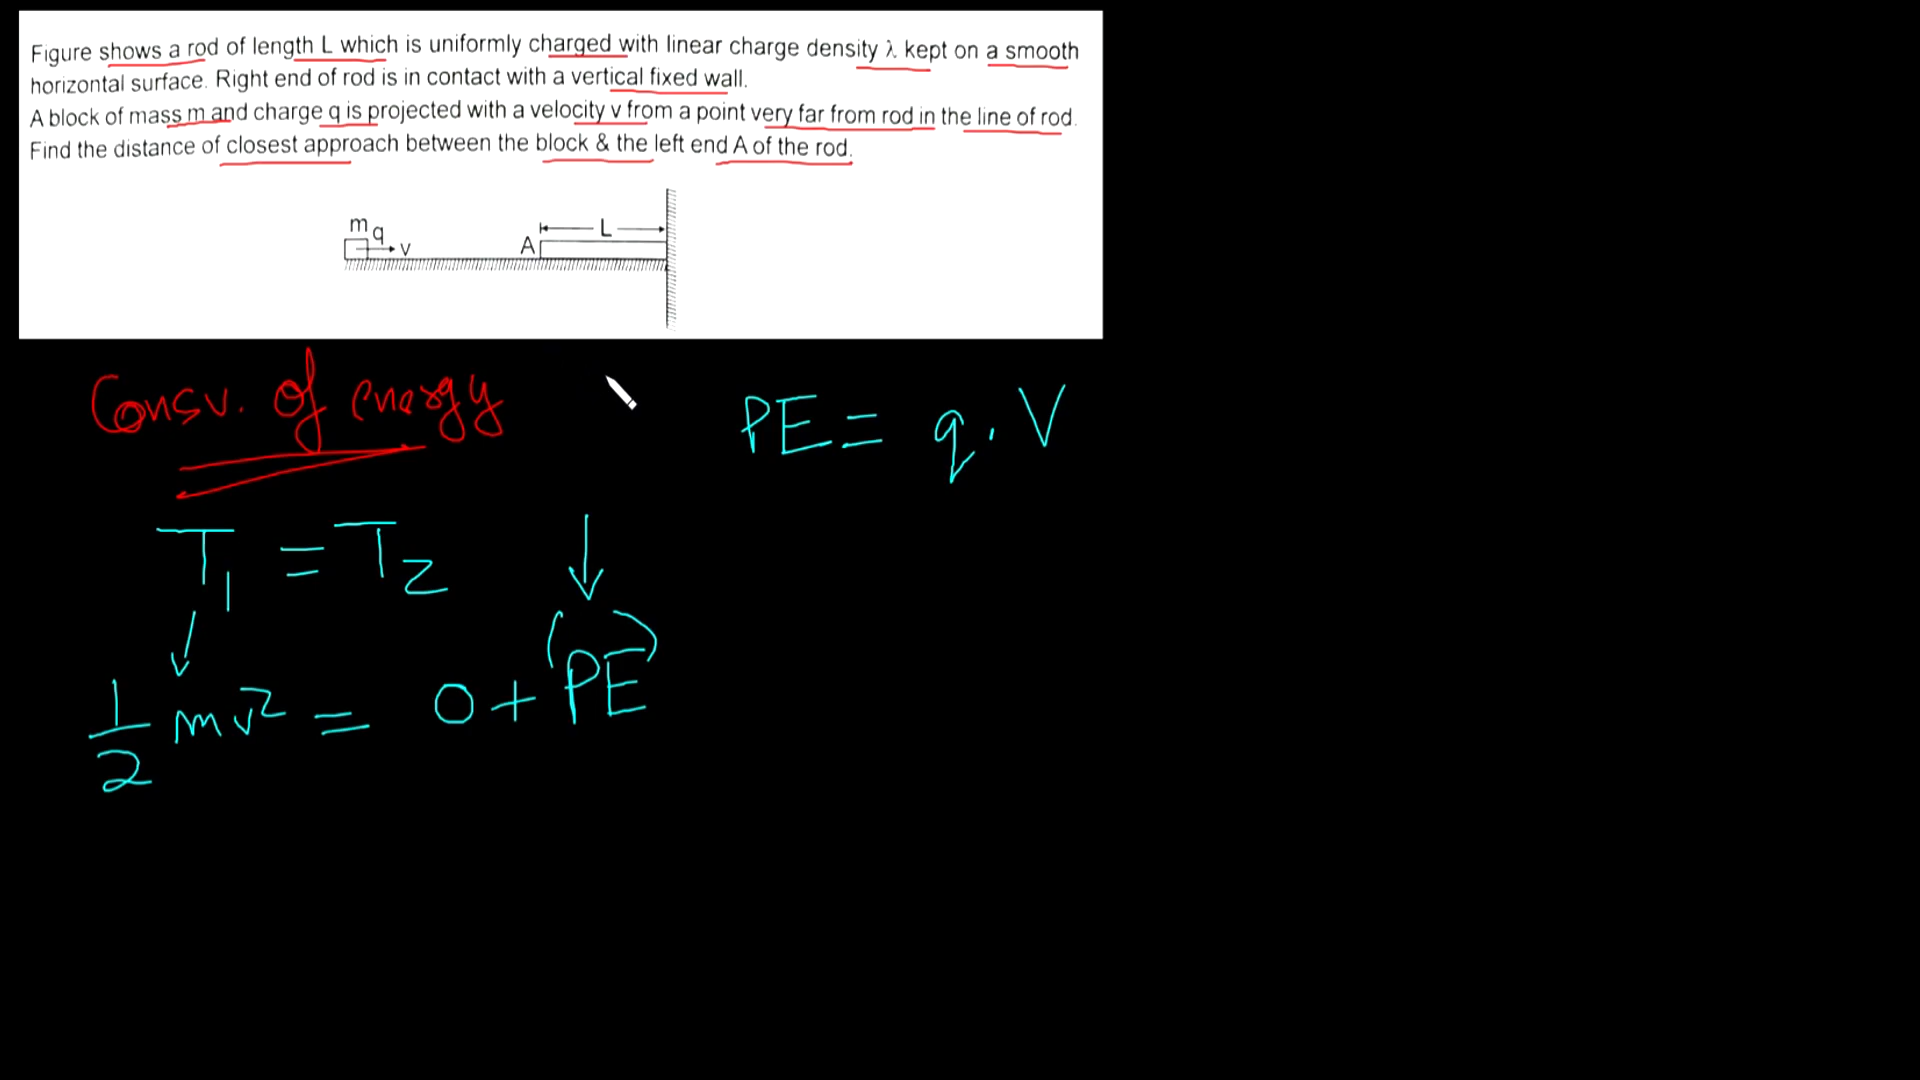 Figure shows a rod of length L which is uniformly charged with linear charge density λ kept on a smooth
horizontal surface. Right end of rod is in contact with a vertical fixed wall.
A block of mass m and charge q is projected with a velocity v from a point very far from rod in the line of rod.
Find the distance of closest approach between the block & the left end A of the rod.
m q v A L
Consv. of energy
PE = q . V
T1 = T2
1/2 mv² = 0 + (PE)